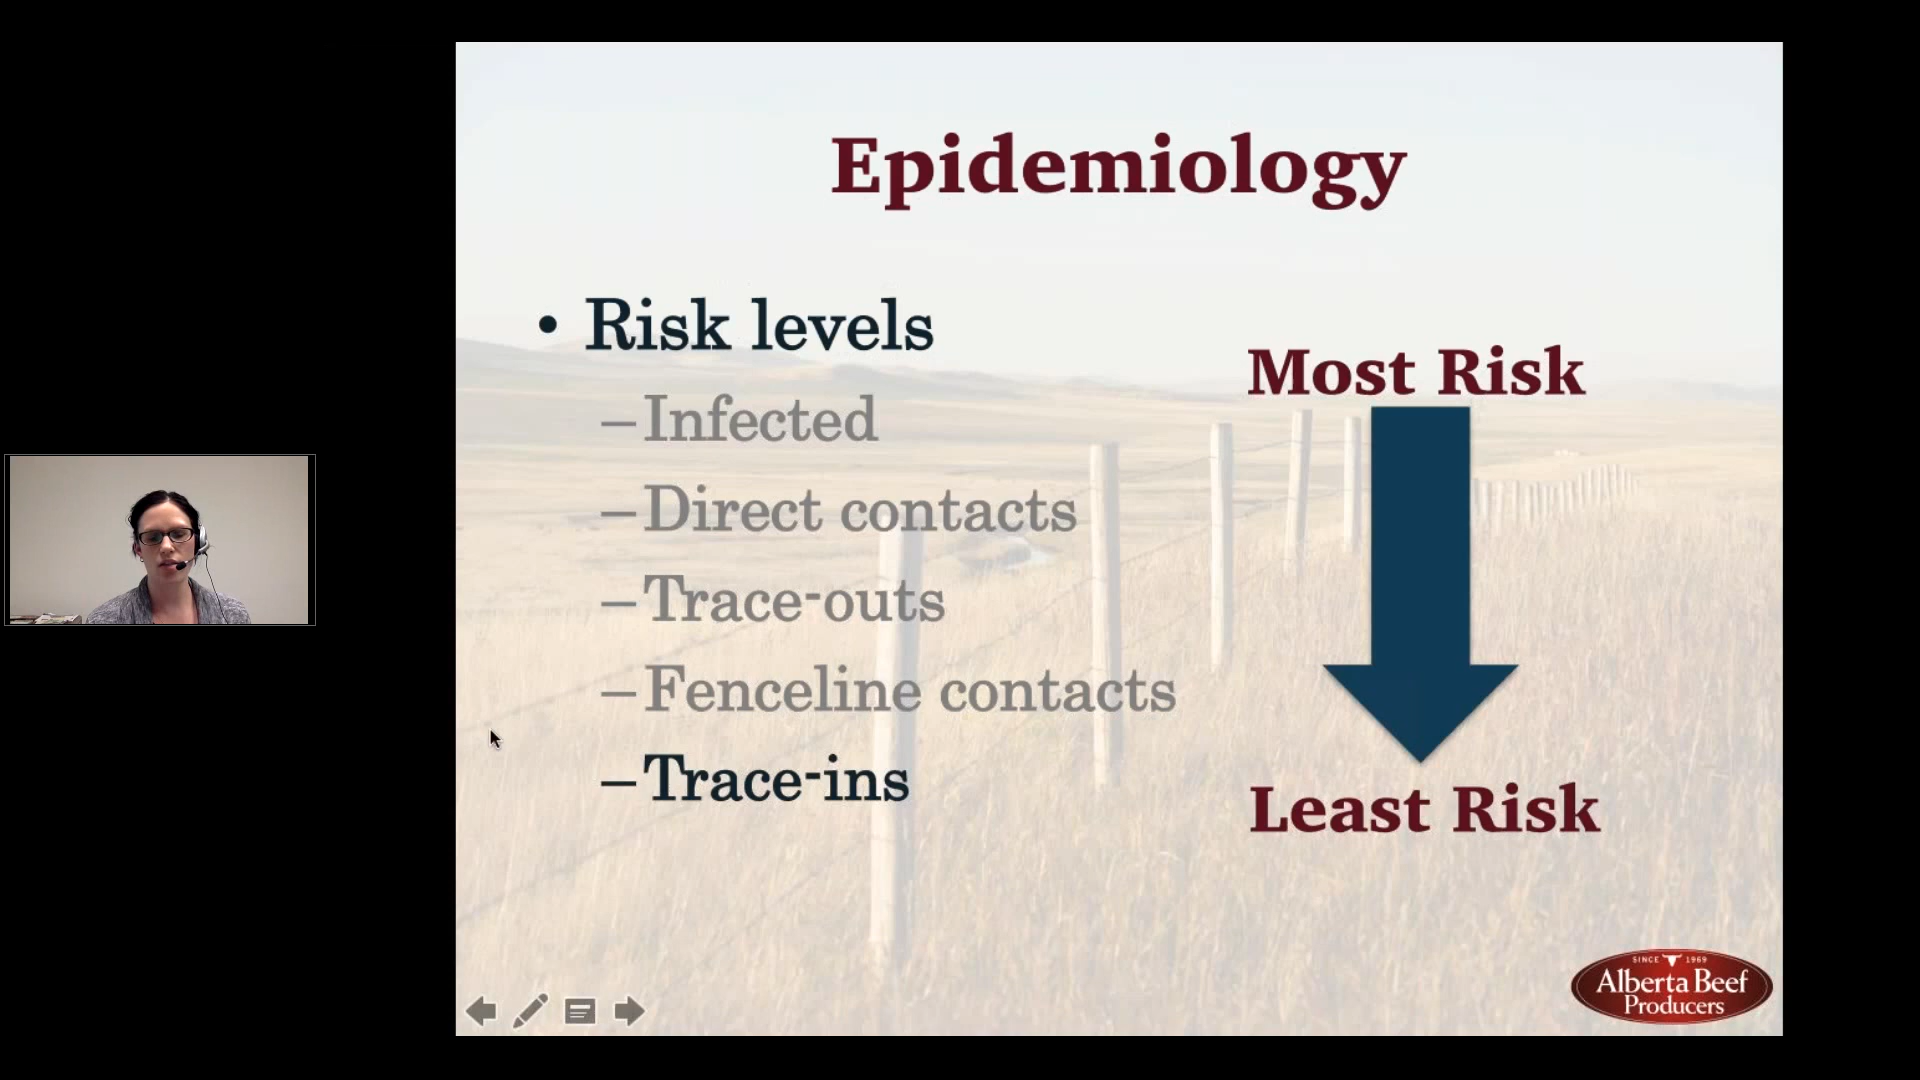 Epidemiology
• Risk levels
– Infected
– Direct contacts
– Trace-outs
– Fenceline contacts
– Trace-ins
Most Risk
Least Risk
SINCE 1969
Alberta Beef
Producers